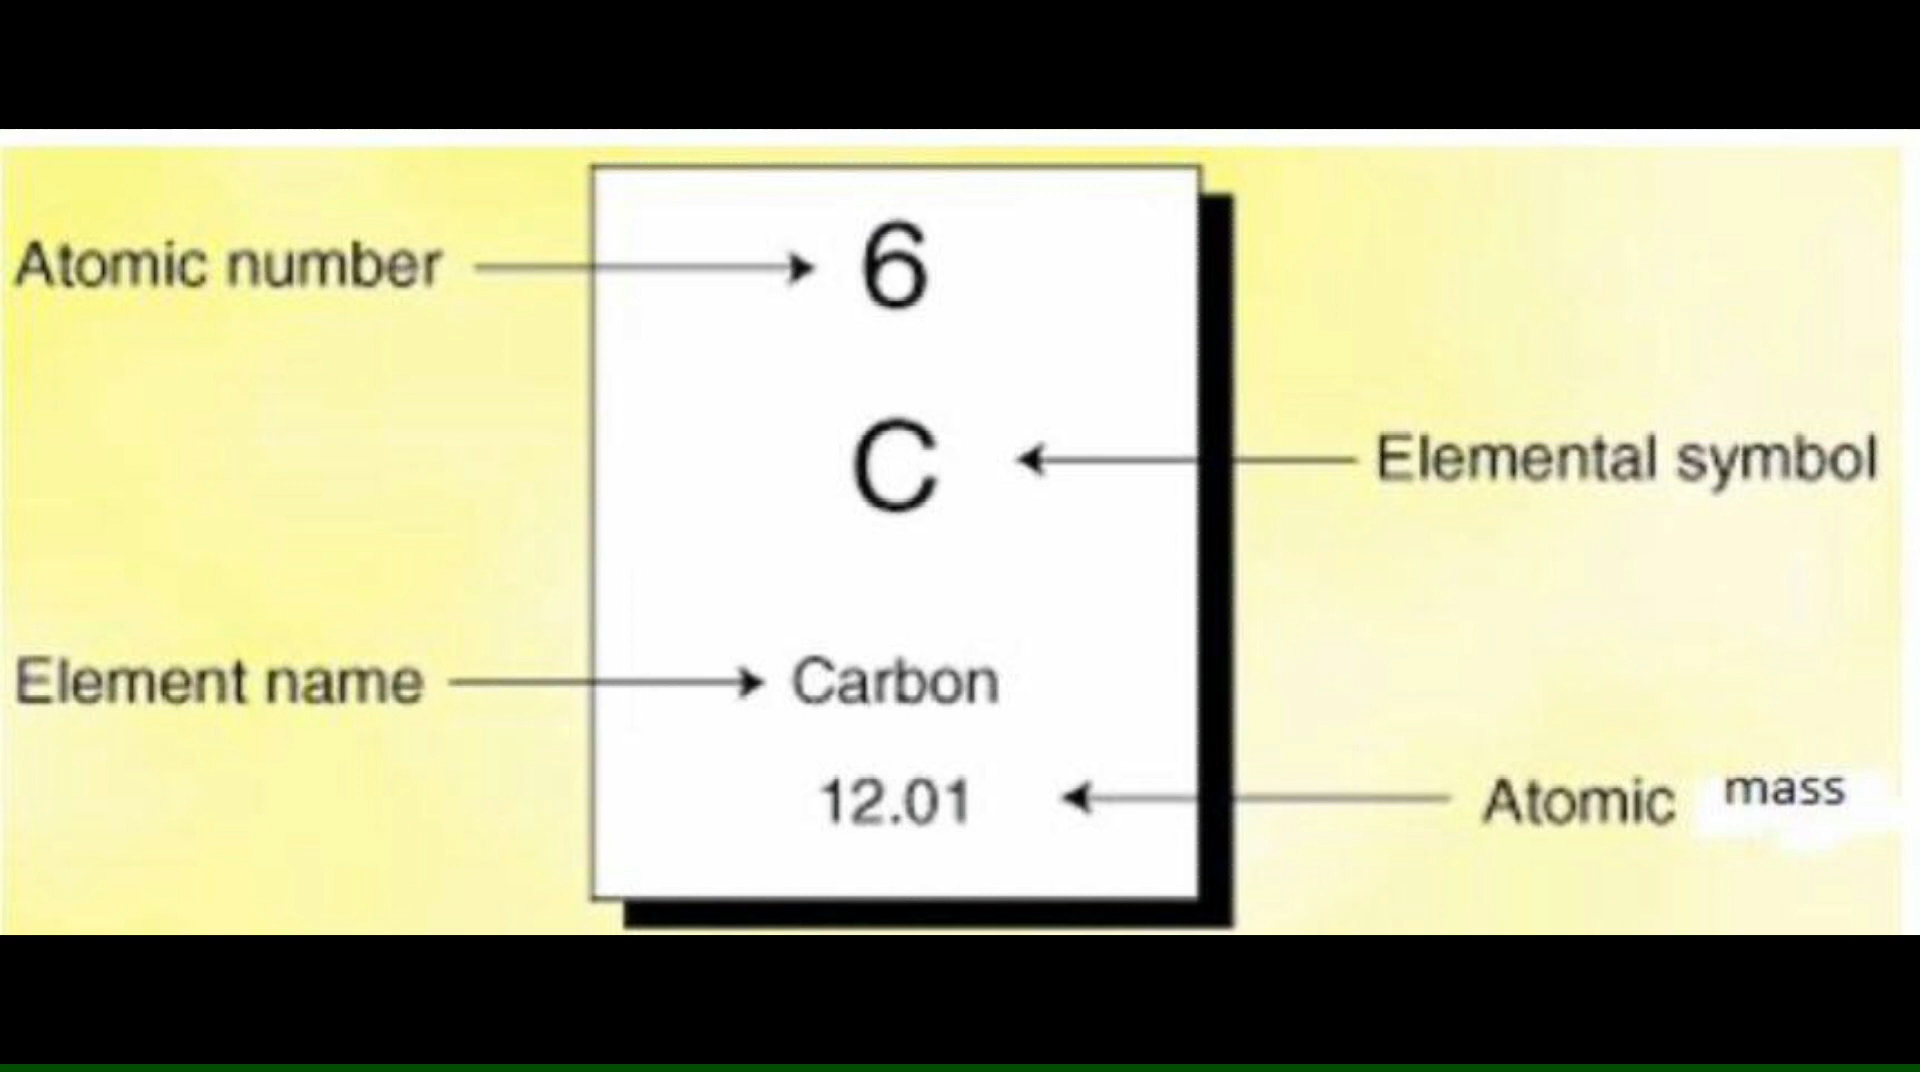 Atomic number
6
C
Elemental symbol
Element name
Carbon
12.01
Atomic mass